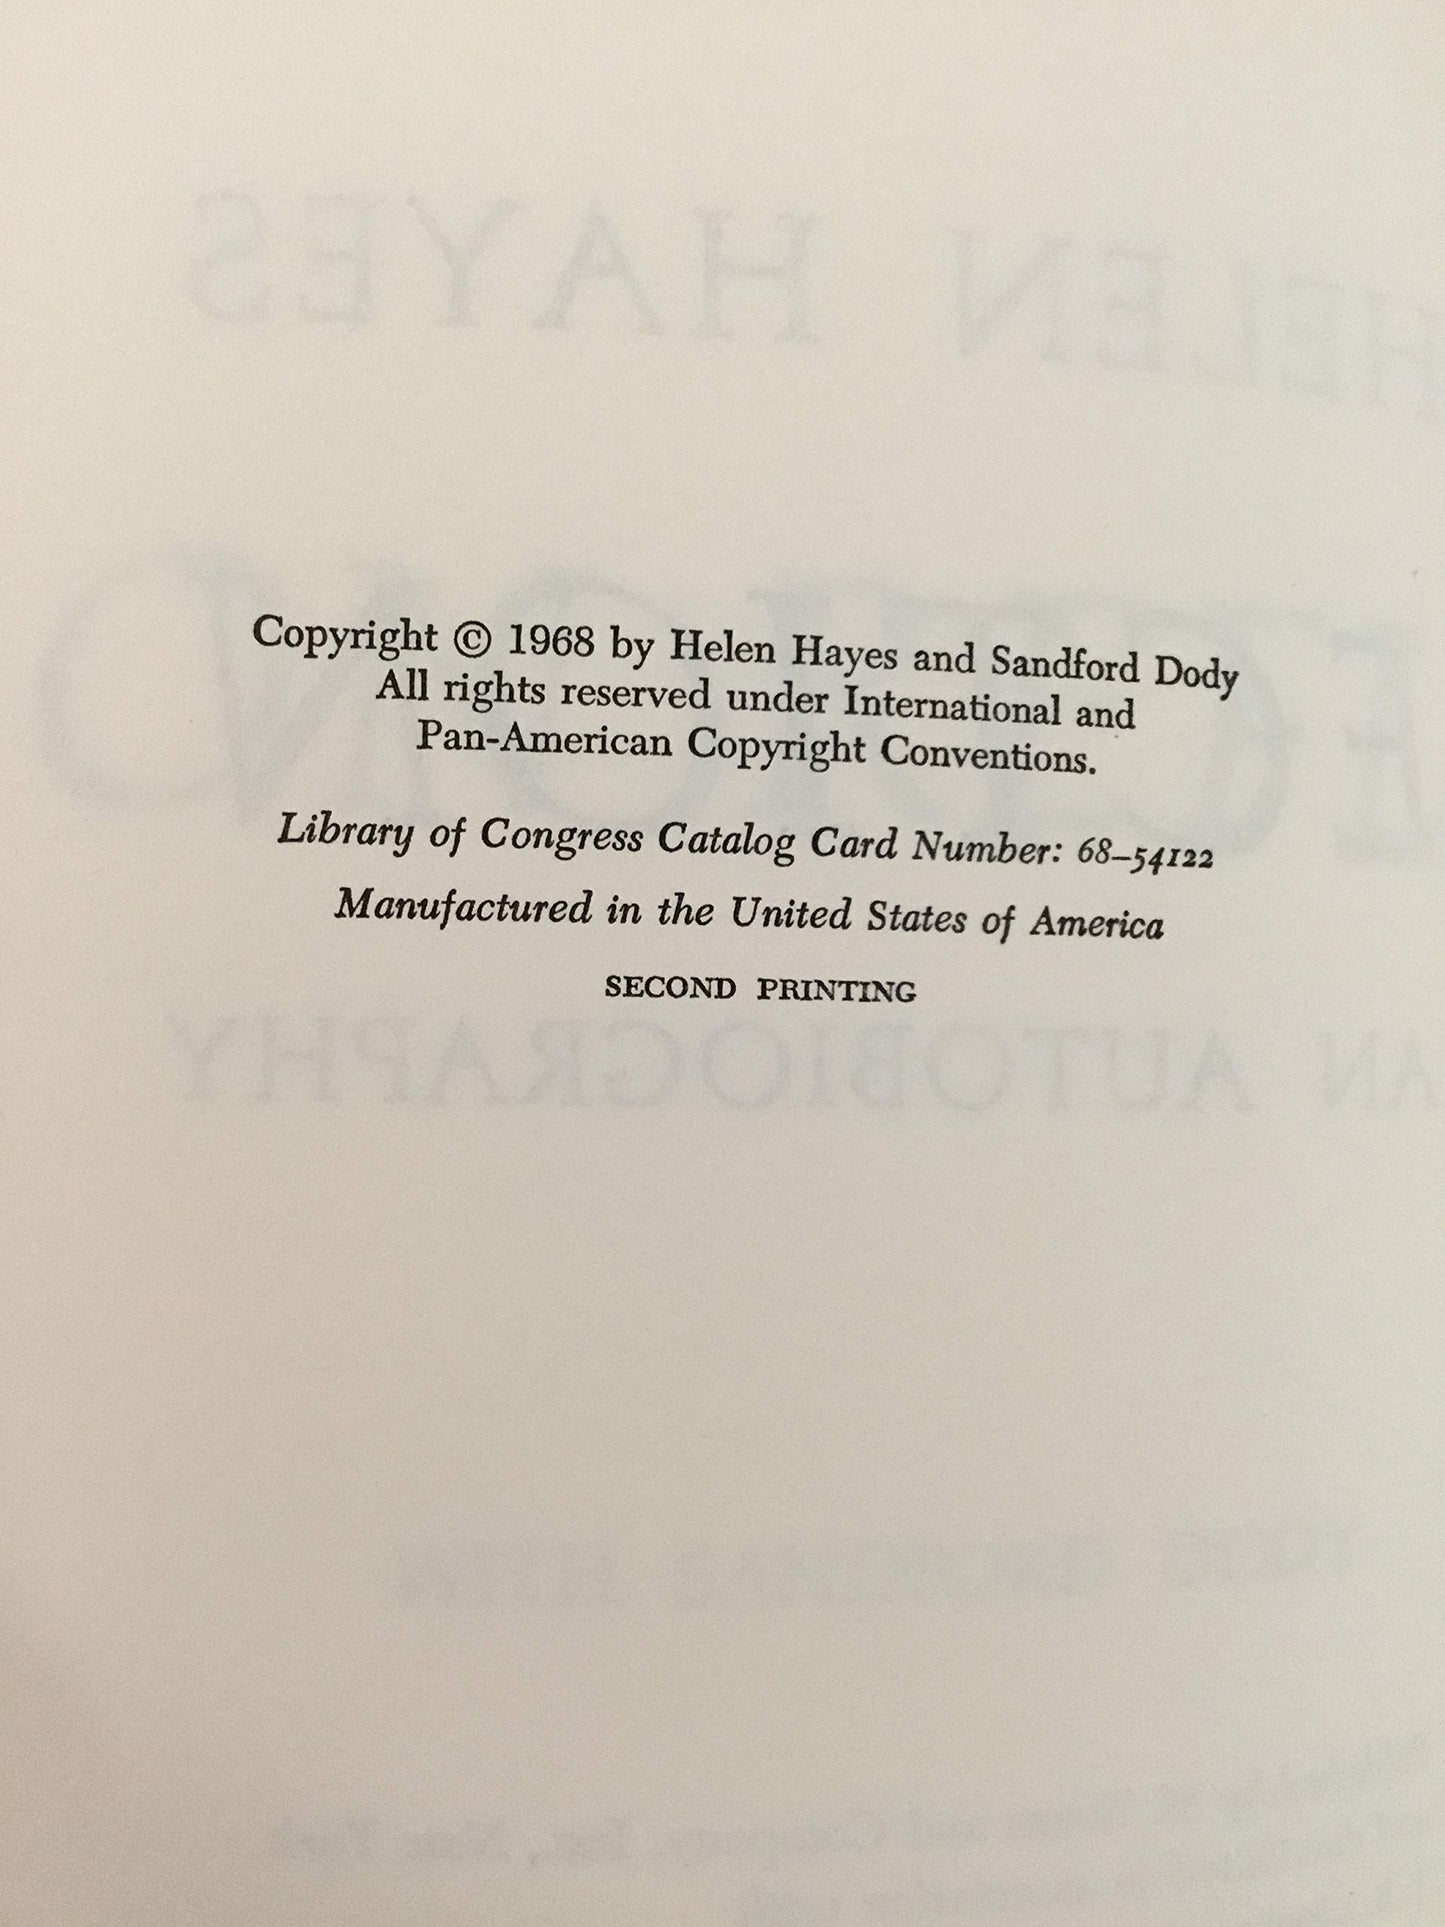 Copyright © 1968 by Helen Hayes and Sandford Dody
All rights reserved under International and
Pan-American Copyright Conventions.
Library of Congress Catalog Card Number: 68–54122
Manufactured in the United States of America
SECOND PRINTING